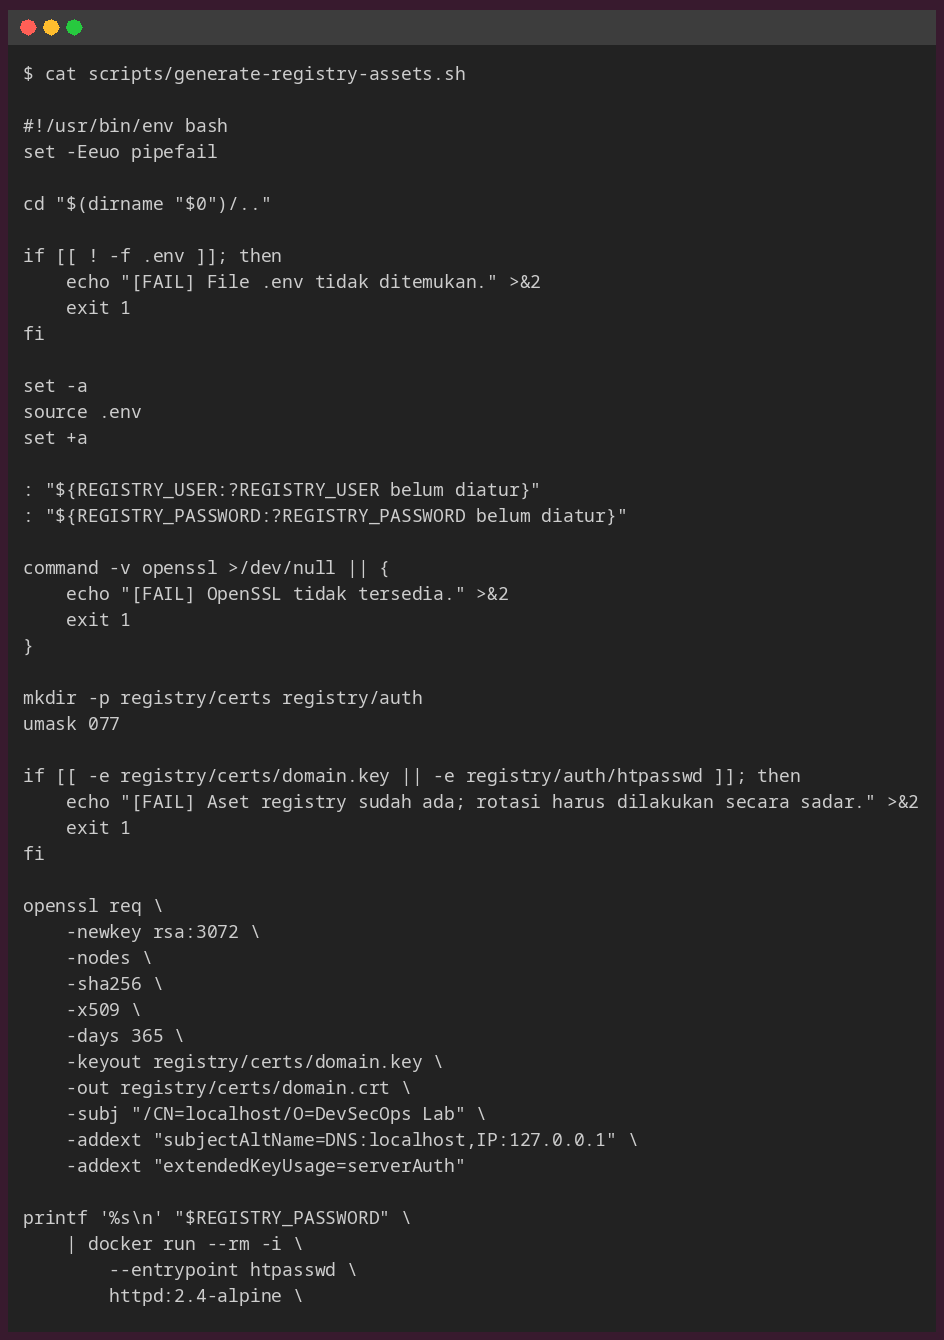 $ cat scripts/generate-registry-assets.sh

#!/usr/bin/env bash
set -Eeuo pipefail

cd "$(dirname "$0")/.."

if [[ ! -f .env ]]; then
    echo "[FAIL] File .env tidak ditemukan." >&2
    exit 1
fi

set -a
source .env
set +a

: "${REGISTRY_USER:?REGISTRY_USER belum diatur}"
: "${REGISTRY_PASSWORD:?REGISTRY_PASSWORD belum diatur}"

command -v openssl >/dev/null || {
    echo "[FAIL] OpenSSL tidak tersedia." >&2
    exit 1
}

mkdir -p registry/certs registry/auth
umask 077

if [[ -e registry/certs/domain.key || -e registry/auth/htpasswd ]]; then
    echo "[FAIL] Aset registry sudah ada; rotasi harus dilakukan secara sadar." >&2
    exit 1
fi

openssl req \
    -newkey rsa:3072 \
    -nodes \
    -sha256 \
    -x509 \
    -days 365 \
    -keyout registry/certs/domain.key \
    -out registry/certs/domain.crt \
    -subj "/CN=localhost/O=DevSecOps Lab" \
    -addext "subjectAltName=DNS:localhost,IP:127.0.0.1" \
    -addext "extendedKeyUsage=serverAuth"

printf '%s\n' "$REGISTRY_PASSWORD" \
    | docker run --rm -i \
        --entrypoint htpasswd \
        httpd:2.4-alpine \